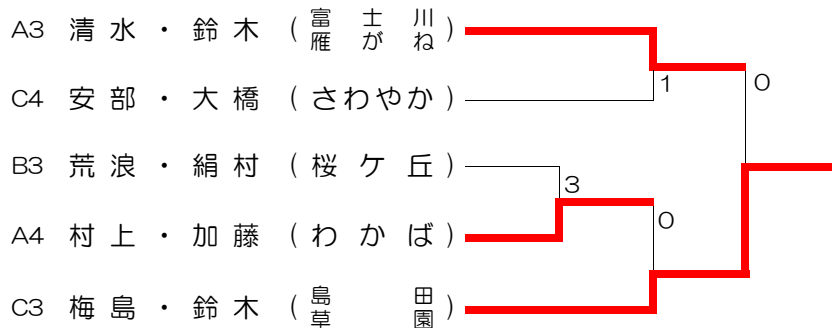 A3 清水・鈴木 (富士川 雁がね)
1
0
C4 安部・大橋 (さわやか)
B3 荒浪・絹村 (桜ケ丘)
3
A4 村上・加藤 (わかば)
0
C3 梅島・鈴木 (島田 草園)